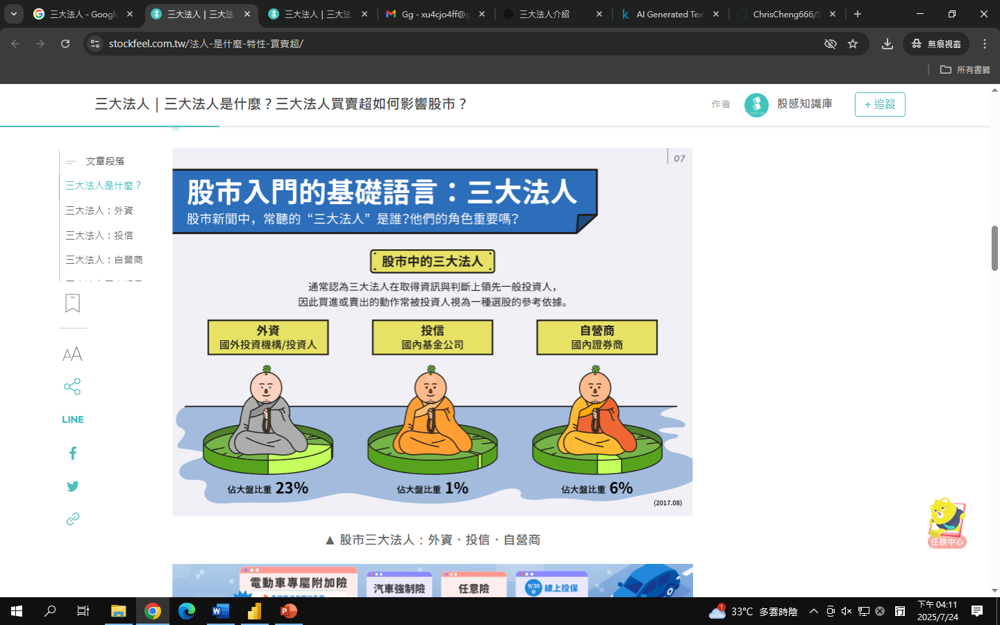 三大法人 - Google
三大法人 | 三大法
三大法人 | 三大法
Gg - xu4cjo4ff@g
三大法人介紹
AI Generated Tex
ChrisCheng666/S
stockfeel.com.tw/法人-是什麼-特性-買賣超/
無痕視窗
所有書籤
三大法人 | 三大法人是什麼？三大法人買賣超如何影響股市？
作者
股感知識庫
+ 追蹤
文章段落
三大法人是什麼？
三大法人：外資
三大法人：投信
三大法人：自營商
AA
LINE
07
股市入門的基礎語言：三大法人
股市新聞中，常聽的“三大法人”是誰?他們的角色重要嗎?
股市中的三大法人
通常認為三大法人在取得資訊與判斷上領先一般投資人，
因此買進或賣出的動作常被投資人視為一種選股的參考依據。
外資
國外投資機構/投資人
投信
國內基金公司
自營商
國內證券商
佔大盤比重 23%
佔大盤比重 1%
佔大盤比重 6%
(2017.08)
▲ 股市三大法人：外資、投信、自營商
電動車專屬附加險
汽車強制險
任意險
9/30
前
線上投保
任務中心
1
33°C 多雲時陰
行
下午 04:11
2025/7/24